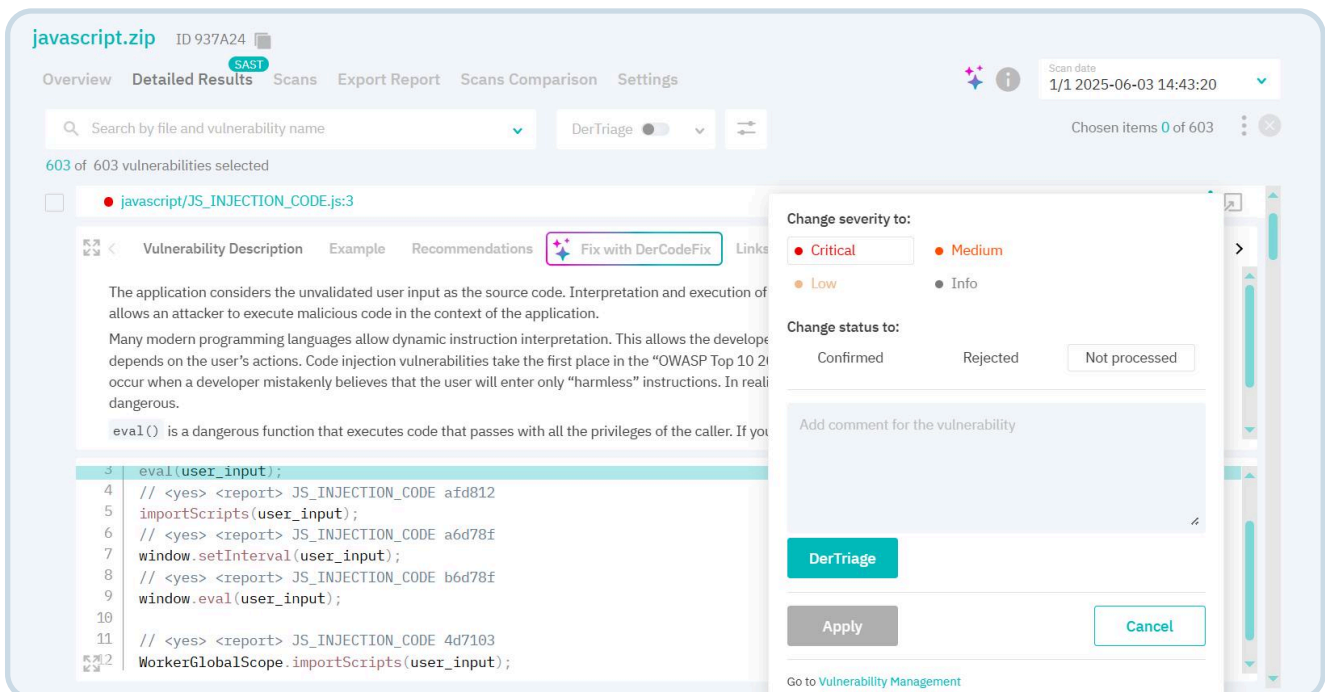 javascript.zip ID 937A24
SAST
Overview Detailed Results Scans Export Report Scans Comparison Settings
Scan date
1/1 2025-06-03 14:43:20
Search by file and vulnerability name
DerTriage
Chosen items 0 of 603
603 of 603 vulnerabilities selected
javascript/JS_INJECTION_CODE.js:3
Vulnerability Description Example Recommendations Fix with DerCodeFix Links
The application considers the unvalidated user input as the source code. Interpretation and execution of
allows an attacker to execute malicious code in the context of the application.
Many modern programming languages allow dynamic instruction interpretation. This allows the develope
depends on the user's actions. Code injection vulnerabilities take the first place in the “OWASP Top 10 2
occur when a developer mistakenly believes that the user will enter only “harmless” instructions. In reali
dangerous.
eval() is a dangerous function that executes code that passes with all the privileges of the caller. If you
3 eval(user_input);
4 // <yes> <report> JS_INJECTION_CODE afd812
5 importScripts(user_input);
6 // <yes> <report> JS_INJECTION_CODE a6d78f
7 window.setInterval(user_input);
8 // <yes> <report> JS_INJECTION_CODE b6d78f
9 window.eval(user_input);
10
11 // <yes> <report> JS_INJECTION_CODE 4d7103
12 WorkerGlobalScope.importScripts(user_input);
Change severity to:
Critical Medium
Low Info
Change status to:
Confirmed Rejected Not processed
Add comment for the vulnerability
DerTriage
Apply Cancel
Go to Vulnerability Management